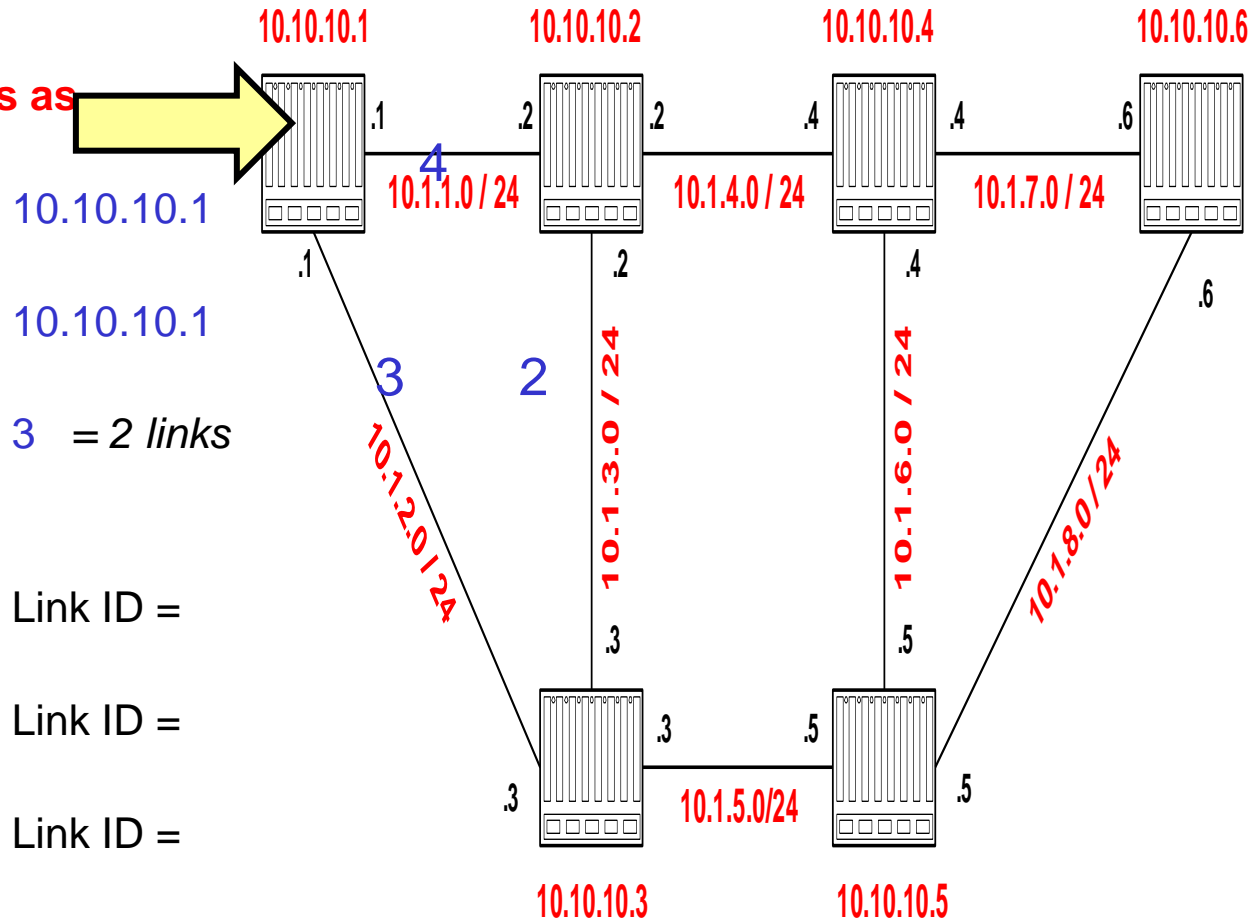 10.10.10.1 10.10.10.2 10.10.10.4 10.10.10.6
s as
.1 .2 .2 .4 .4 .6
4
10.1.1.0 / 24 10.1.4.0 / 24 10.1.7.0 / 24
10.10.10.1
.1 .2 .4 .6
10.10.10.1
3 2
3 = 2 links
10.1.2.0 / 24
10.1.3.0 / 24
10.1.6.0 / 24
10.1.8.0 / 24
Link ID =
.3 .5
Link ID =
.3 .5
.3 .5
10.1.5.0/24
Link ID =
10.10.10.3 10.10.10.5